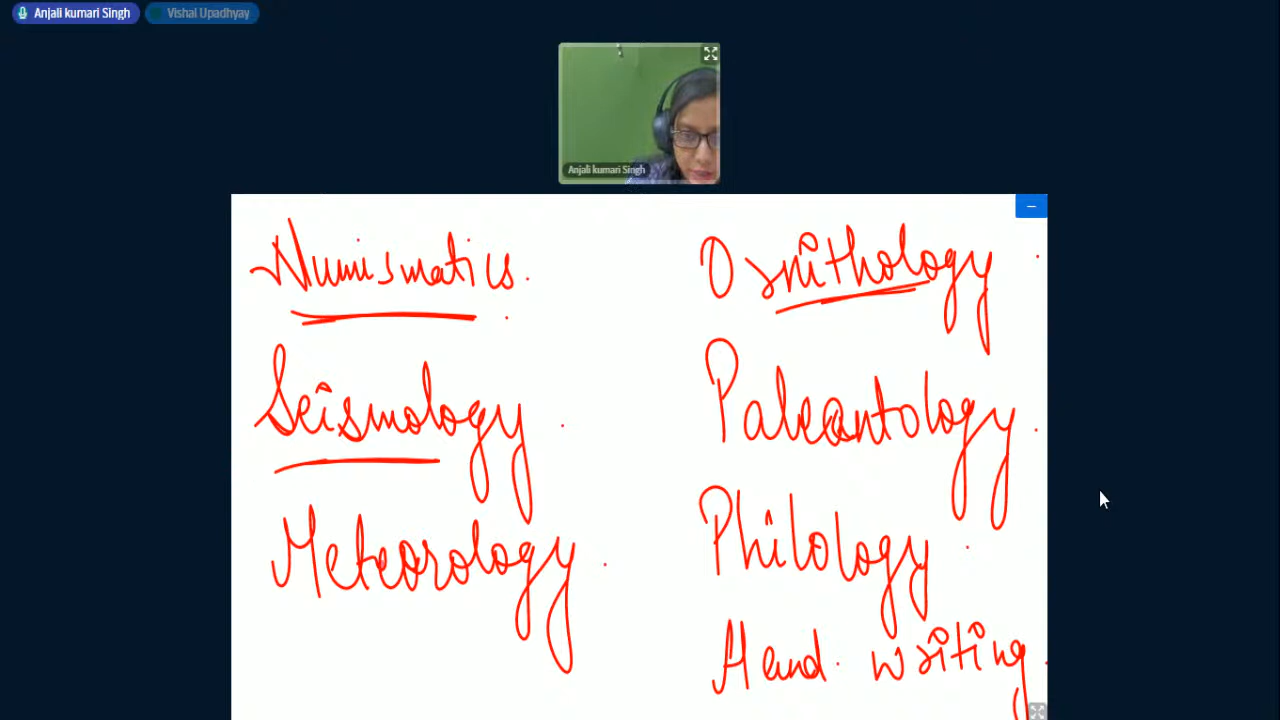 Anjali kumari Singh
Vishal Upadhyay
Anjali kumari Singh
Numismatics.
Seismology.
Meteorology.
Ornithology.
Paleontology.
Philology.
Hand. writing.